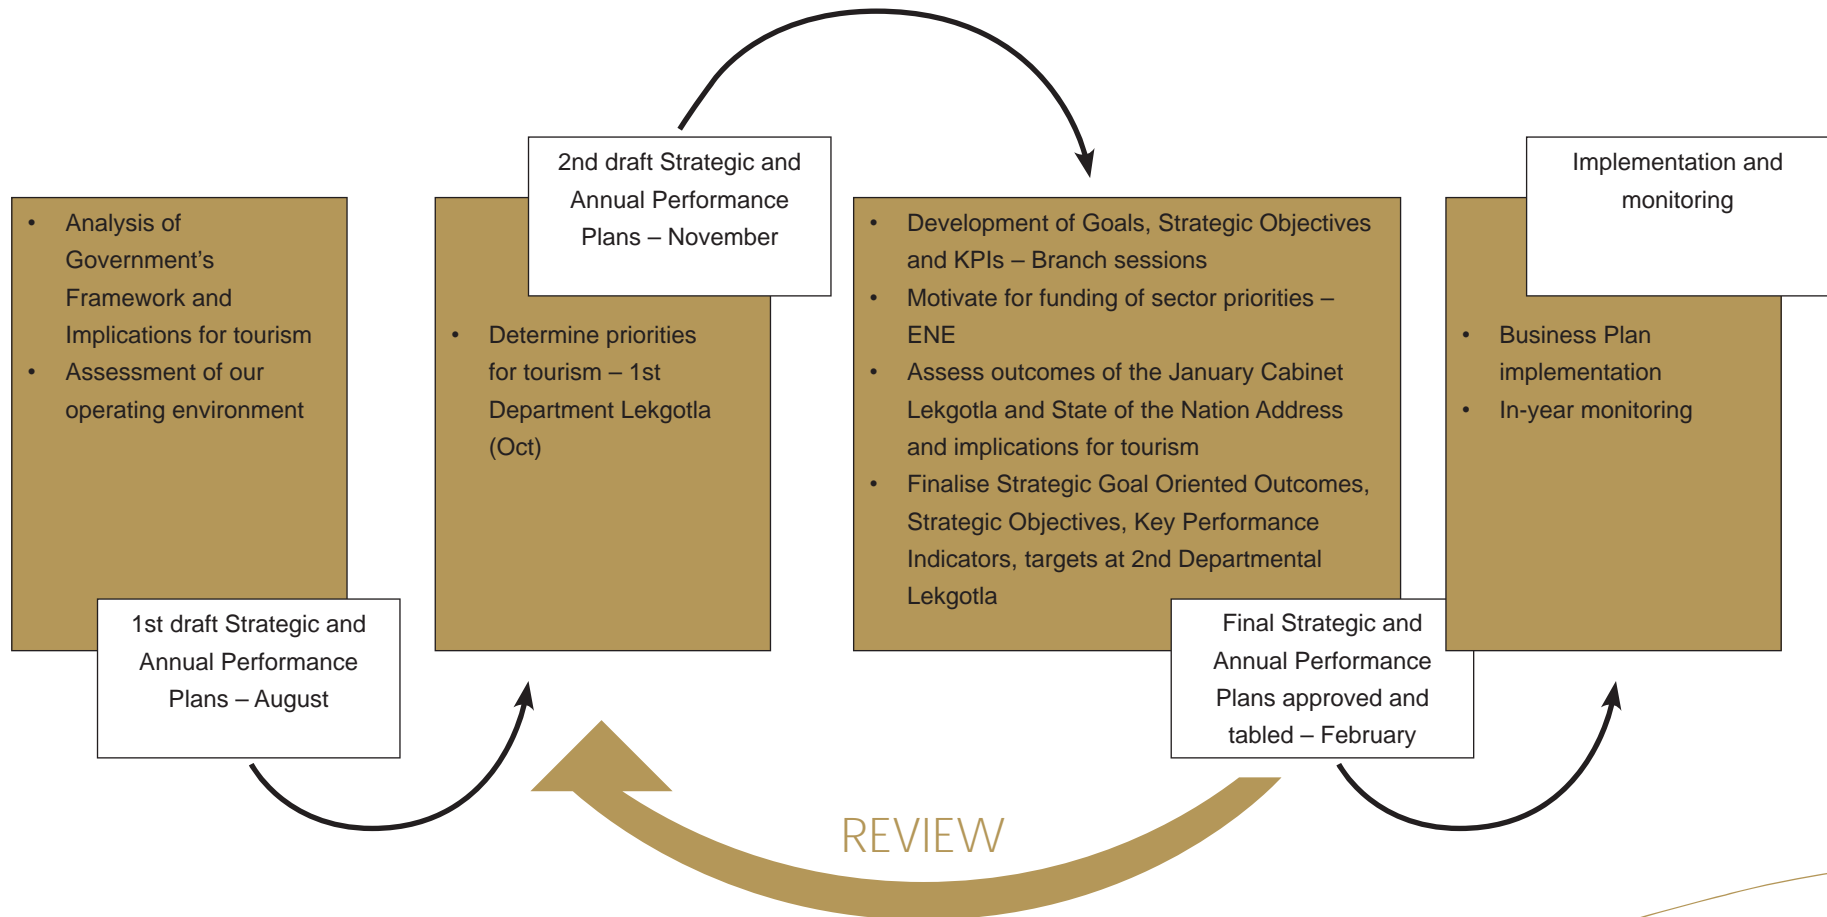 • Analysis of
Government’s
Framework and
Implications for tourism
• Assessment of our
operating environment
1st draft Strategic and
Annual Performance
Plans – August
2nd draft Strategic and
Annual Performance
Plans – November
• Determine priorities
for tourism – 1st
Department Lekgotla
(Oct)
• Development of Goals, Strategic Objectives
and KPIs – Branch sessions
• Motivate for funding of sector priorities –
ENE
• Assess outcomes of the January Cabinet
Lekgotla and State of the Nation Address
and implications for tourism
• Finalise Strategic Goal Oriented Outcomes,
Strategic Objectives, Key Performance
Indicators, targets at 2nd Departmental
Lekgotla
Final Strategic and
Annual Performance
Plans approved and
tabled – February
Implementation and
monitoring
• Business Plan
implementation
• In-year monitoring
REVIEW